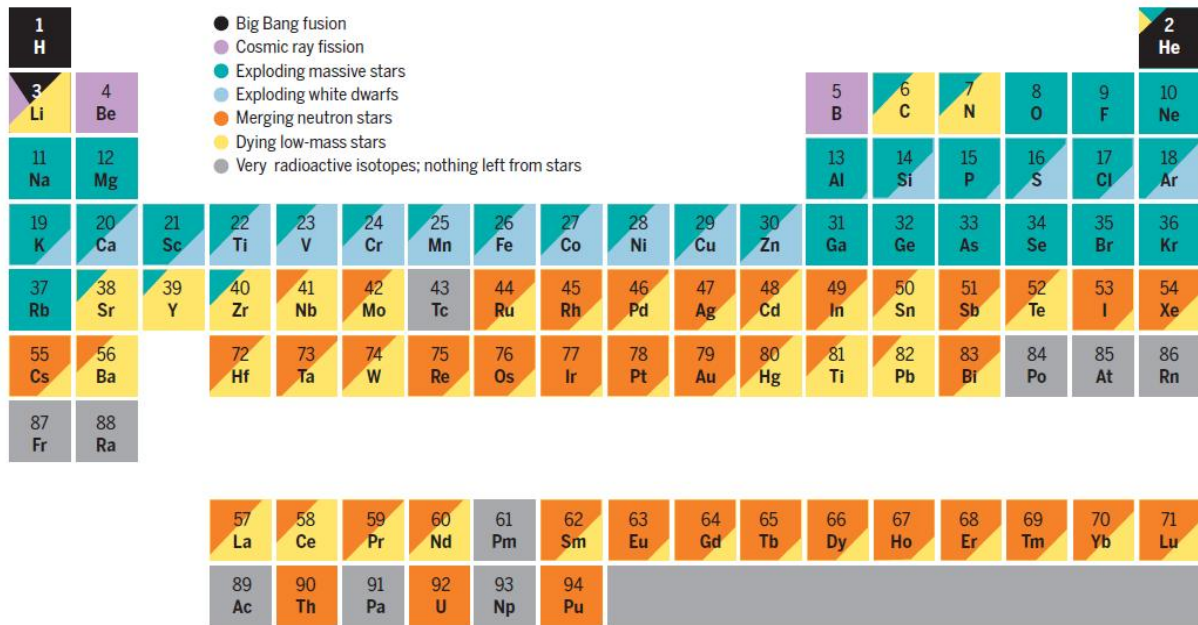 1
H
Big Bang fusion
Cosmic ray fission
Exploding massive stars
Exploding white dwarfs
Merging neutron stars
Dying low-mass stars
Very radioactive isotopes; nothing left from stars
2
He
3 4 5 6 7 8 9 10
Li Be B C N O F Ne
11 12 13 14 15 16 17 18
Na Mg Al Si P S Cl Ar
19 20 21 22 23 24 25 26 27 28 29 30 31 32 33 34 35 36
K Ca Sc Ti V Cr Mn Fe Co Ni Cu Zn Ga Ge As Se Br Kr
37 38 39 40 41 42 43 44 45 46 47 48 49 50 51 52 53 54
Rb Sr Y Zr Nb Mo Tc Ru Rh Pd Ag Cd In Sn Sb Te I Xe
55 56 72 73 74 75 76 77 78 79 80 81 82 83 84 85 86
Cs Ba Hf Ta W Re Os Ir Pt Au Hg Ti Pb Bi Po At Rn
87 88
Fr Ra
57 58 59 60 61 62 63 64 65 66 67 68 69 70 71
La Ce Pr Nd Pm Sm Eu Gd Tb Dy Ho Er Tm Yb Lu
89 90 91 92 93 94
Ac Th Pa U Np Pu